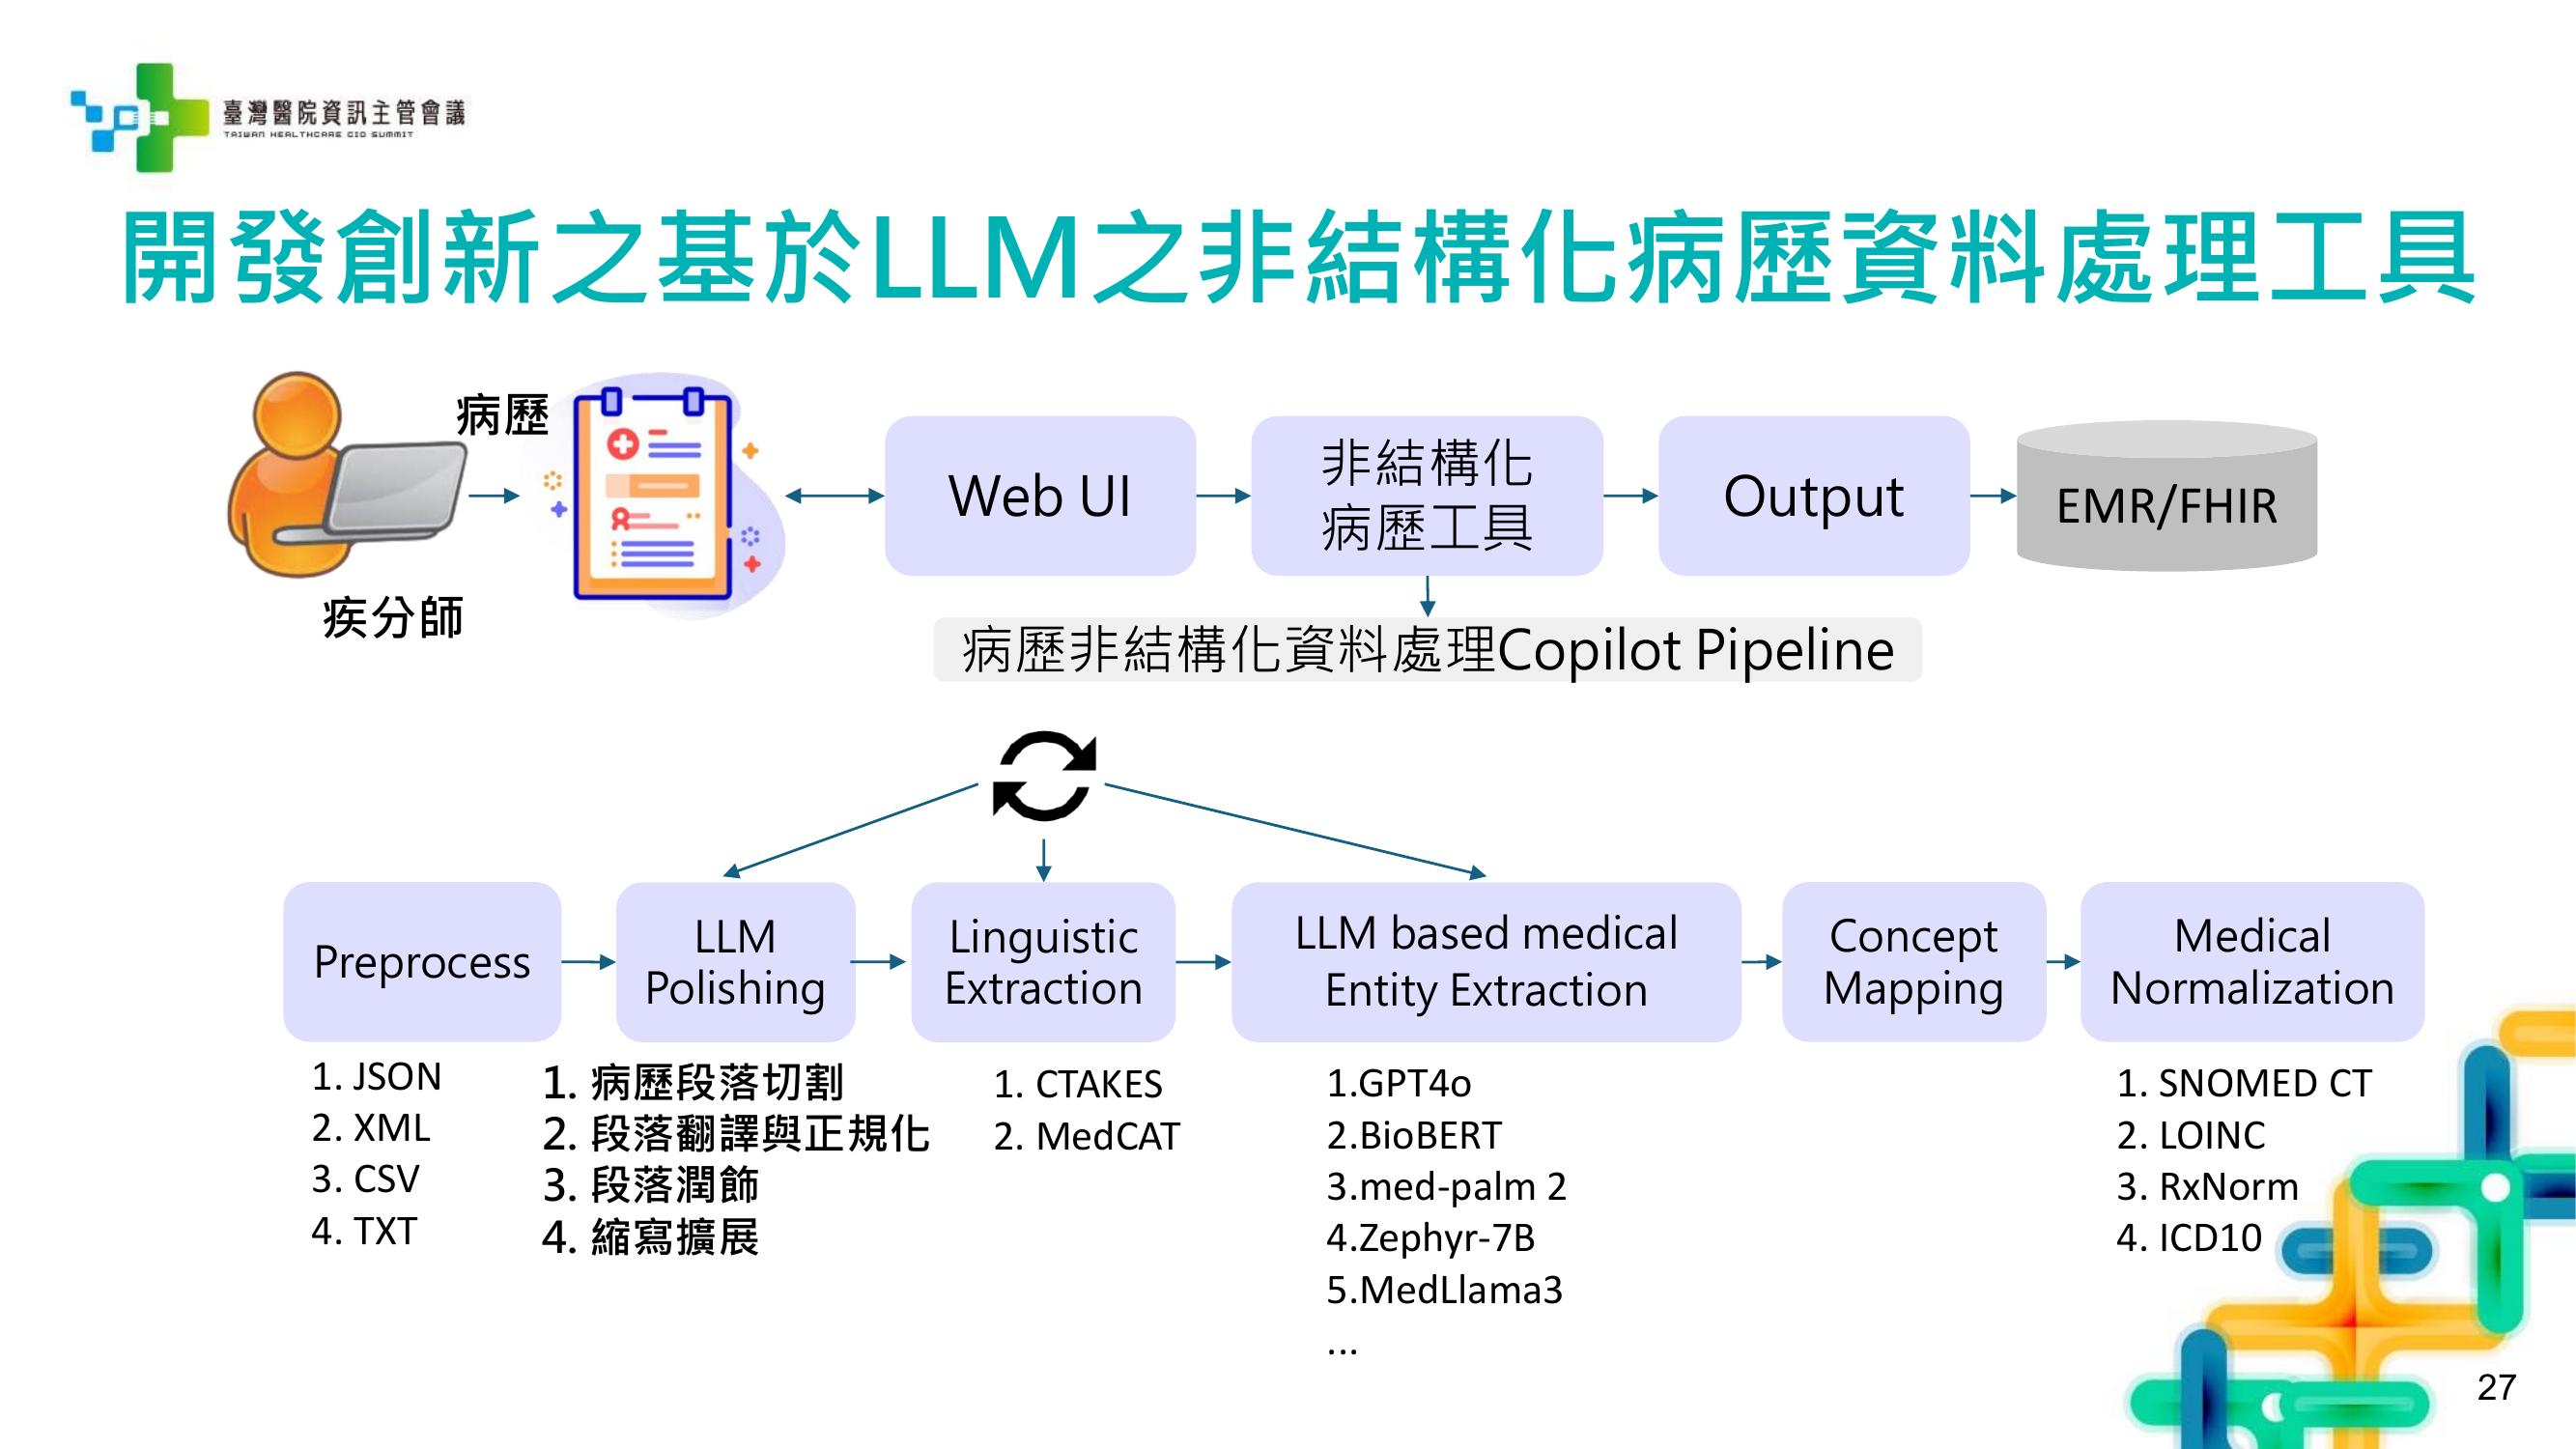 臺灣醫院資訊主管會議
TAIWAN HEALTHCARE CIO SUMMIT
開發創新之基於LLM之非結構化病歷資料處理工具
病歷
疾分師
Web UI
非結構化
病歷工具
Output
EMR/FHIR
病歷非結構化資料處理Copilot Pipeline
Preprocess
1. JSON
2. XML
3. CSV
4. TXT
LLM
Polishing
1. 病歷段落切割
2. 段落翻譯與正規化
3. 段落潤飾
4. 縮寫擴展
Linguistic
Extraction
1. CTAKES
2. MedCAT
LLM based medical
Entity Extraction
1.GPT4o
2.BioBERT
3.med-palm 2
4.Zephyr-7B
5.MedLlama3
...
Concept
Mapping
Medical
Normalization
1. SNOMED CT
2. LOINC
3. RxNorm
4. ICD10
27